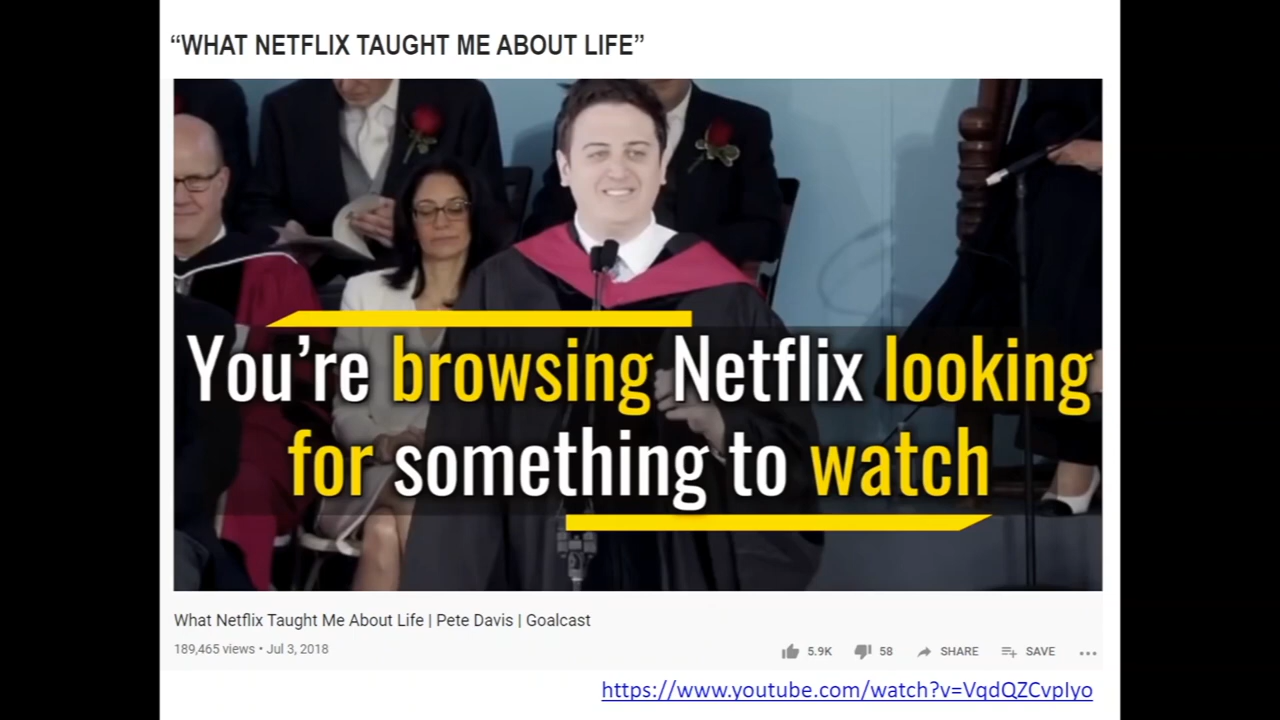 “WHAT NETFLIX TAUGHT ME ABOUT LIFE”
You’re browsing Netflix looking
for something to watch
What Netflix Taught Me About Life | Pete Davis | Goalcast
189,465 views • Jul 3, 2018
5.9K 58 SHARE SAVE
https://www.youtube.com/watch?v=VqdQZCvpIyo